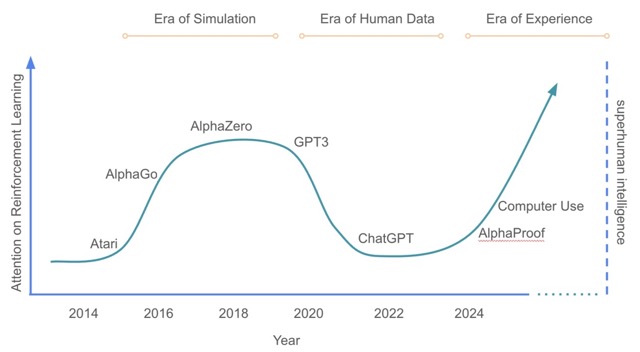 Era of Simulation
Era of Human Data
Era of Experience
Attention on Reinforcement Learning
AlphaZero
GPT3
AlphaGo
Atari
ChatGPT
Computer Use
AlphaProof
superhuman intelligence
2014
2016
2018
2020
2022
2024
Year